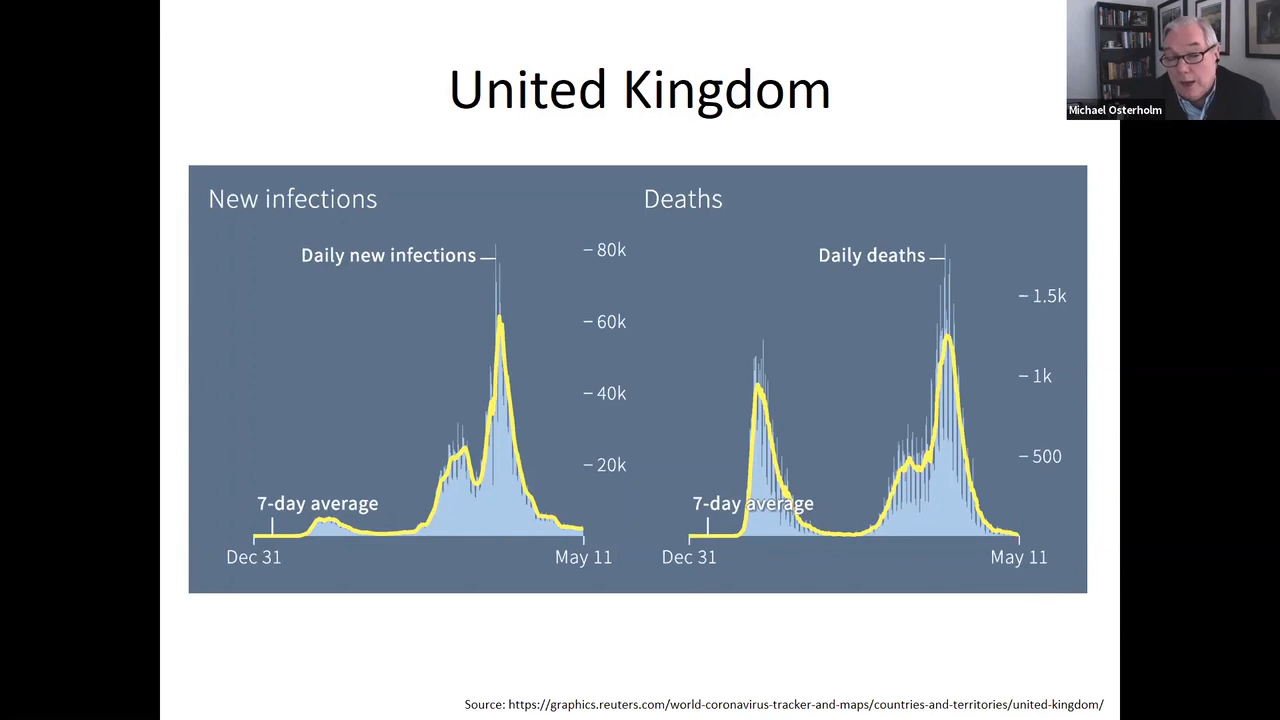 United Kingdom
Michael Osterholm
New infections
Daily new infections
80k
60k
40k
20k
7-day average
Dec 31
May 11
Deaths
Daily deaths
1.5k
1k
500
7-day average
Dec 31
May 11
Source: https://graphics.reuters.com/world-coronavirus-tracker-and-maps/countries-and-territories/united-kingdom/